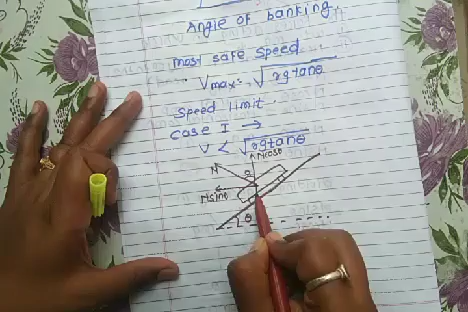 Angle of banking
most safe speed
Vmax = √rgtanθ
speed limit
case I →
V < √rgtanθ
Ncosθ
N
θ
Nsinθ
θ